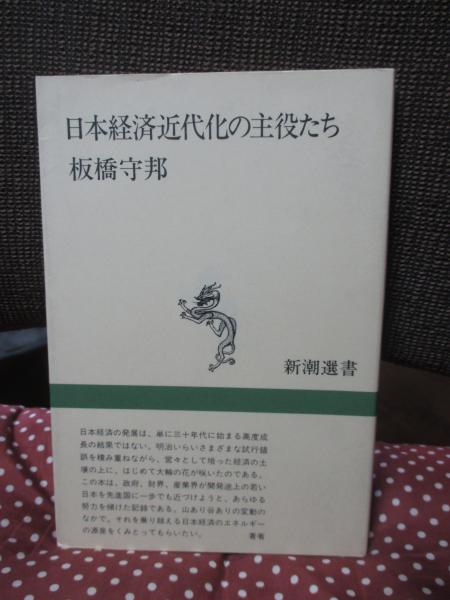 日本経済近代化の主役たち
板橋守邦
新潮選書
日本経済の発展は、単に三十年代に始まる高度成
長の結果ではない。明治いらいさまざまな試行錯
誤を積み重ねながら、営々として培った経済の土
壌の上に、はじめて大輪の花が咲いたのである。
この本は、政府、財界、産業界が開発途上の若い
日本を先進国に一歩でも近づけようと、あらゆる
努力を傾けた記録である。山あり谷ありの変動の
なかで、それを乗り越える日本経済のエネルギー
の源泉をくみとってもらいたい。 著者